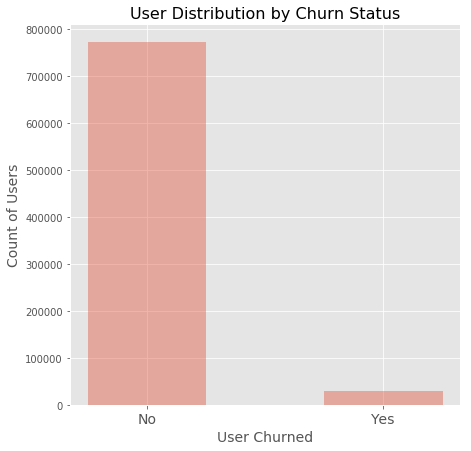 User Distribution by Churn Status
Count of Users
800000
700000
600000
500000
400000
300000
200000
100000
0
No Yes
User Churned